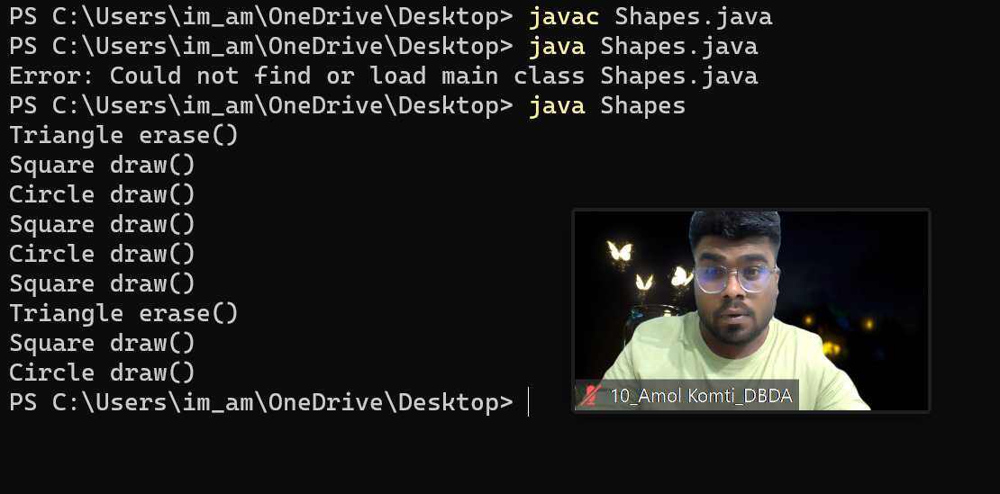 PS C:\Users\im_am\OneDrive\Desktop> javac Shapes.java
PS C:\Users\im_am\OneDrive\Desktop> java Shapes.java
Error: Could not find or load main class Shapes.java
PS C:\Users\im_am\OneDrive\Desktop> java Shapes
Triangle erase()
Square draw()
Circle draw()
Square draw()
Circle draw()
Square draw()
Triangle erase()
Square draw()
Circle draw()
PS C:\Users\im_am\OneDrive\Desktop>
10_Amol Komti_DBDA